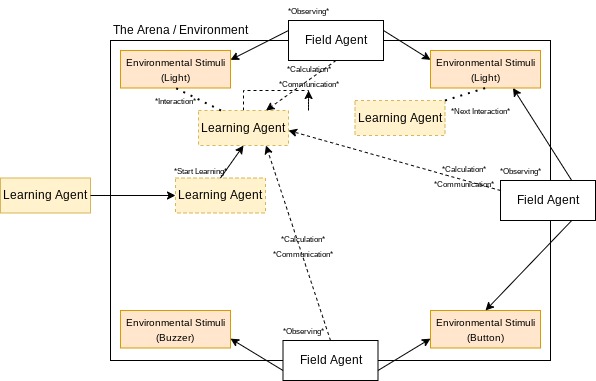 *Observing*
The Arena / Environment
Field Agent
Environmental Stimuli
(Light)
*Calculation*
*Communication*
Environmental Stimuli
(Light)
*Interaction*
*Next Interaction*
Learning Agent
Learning Agent
*Start Learning*
*Calculation*
*Communication*
*Observing*
Learning Agent
Learning Agent
Field Agent
*Calculation*
*Communication*
Environmental Stimuli
(Buzzer)
*Observing*
Environmental Stimuli
(Button)
Field Agent